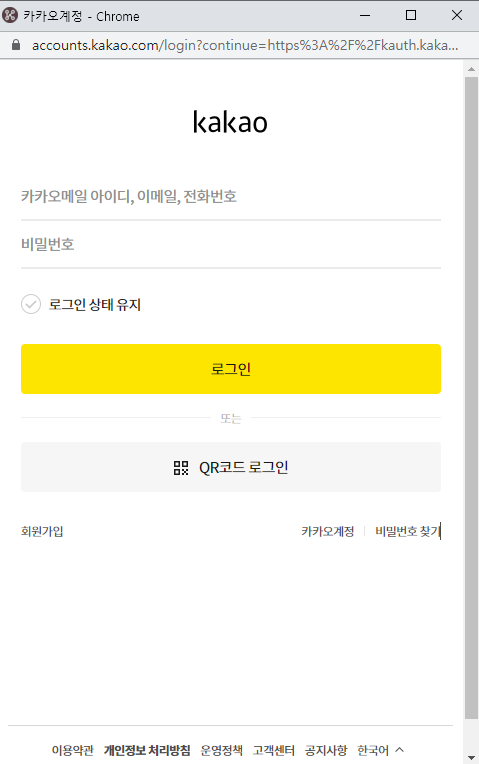 카카오계정 - Chrome
accounts.kakao.com/login?continue=https%3A%2F%2Fkauth.kaka...
kakao
카카오메일 아이디, 이메일, 전화번호
비밀번호
로그인 상태 유지
로그인
또는
QR코드 로그인
회원가입 카카오계정 비밀번호 찾기
이용약관 개인정보 처리방침 운영정책 고객센터 공지사항 한국어